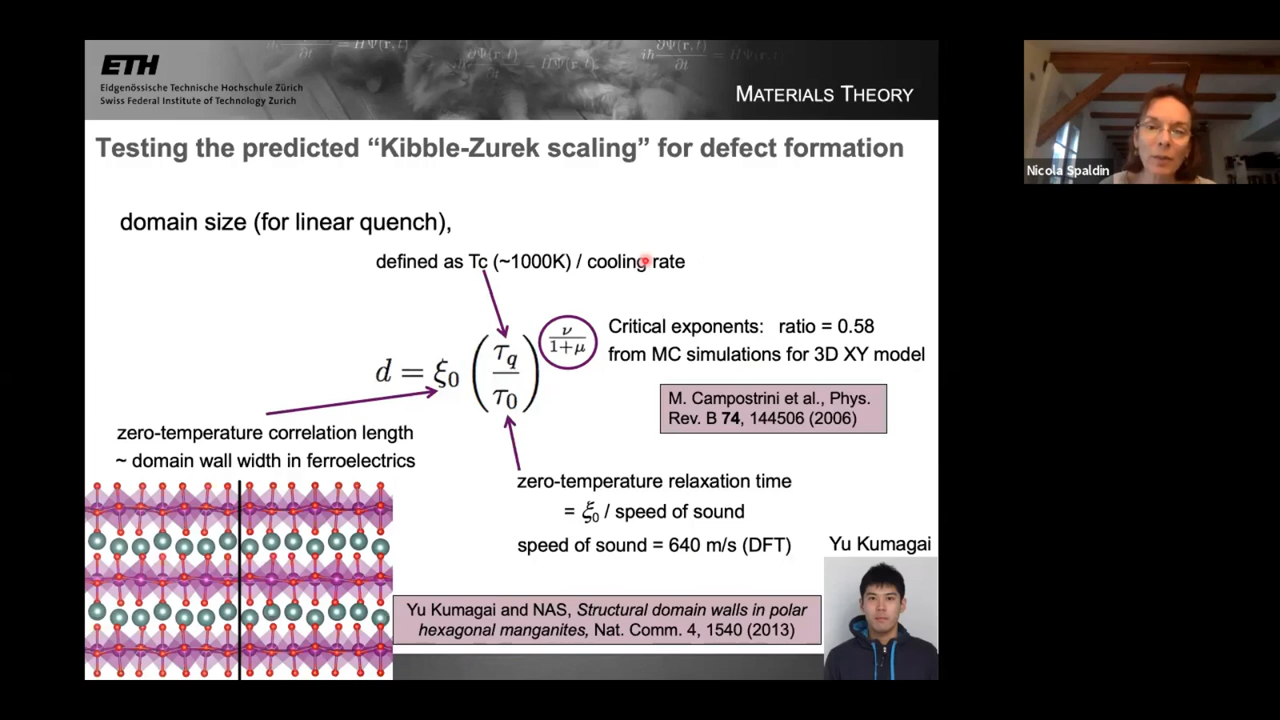 ETH
Eidgenössische Technische Hochschule Zürich
Swiss Federal Institute of Technology Zurich
MATERIALS THEORY
Nicola Spaldin
Testing the predicted “Kibble-Zurek scaling” for defect formation
domain size (for linear quench),
defined as Tc (~1000K) / cooling rate
d = ξ₀ (τq/τ₀)^(ν/(1+μ))
Critical exponents: ratio = 0.58
from MC simulations for 3D XY model
M. Campostrini et al., Phys.
Rev. B 74, 144506 (2006)
zero-temperature correlation length
~ domain wall width in ferroelectrics
zero-temperature relaxation time
= ξ₀ / speed of sound
speed of sound = 640 m/s (DFT)
Yu Kumagai
Yu Kumagai and NAS, Structural domain walls in polar
hexagonal manganites, Nat. Comm. 4, 1540 (2013)